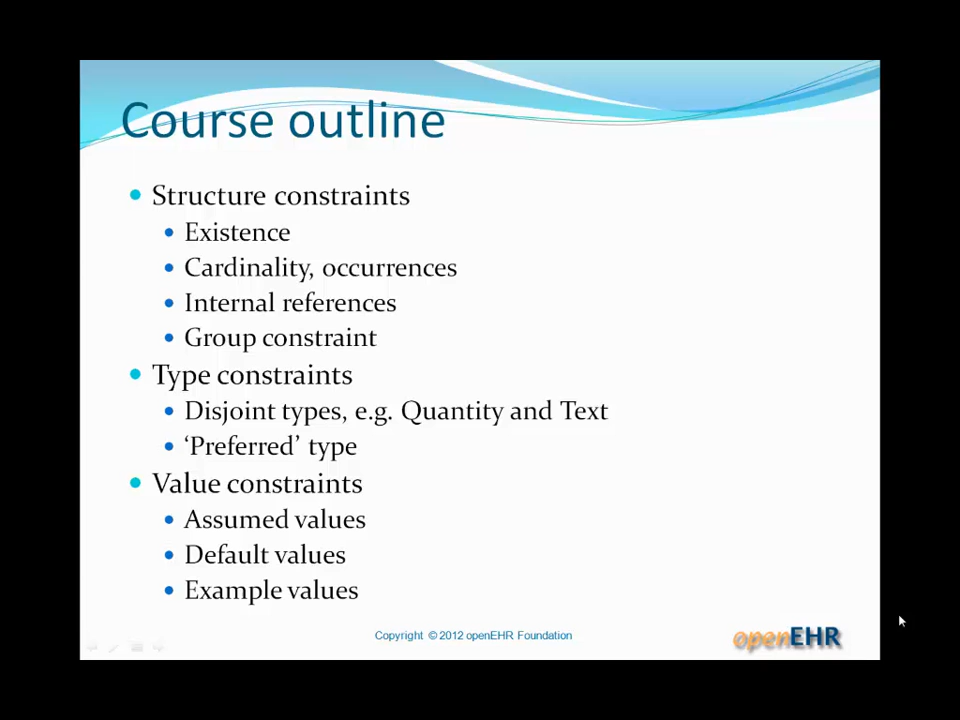 Course outline
Structure constraints
Existence
Cardinality, occurrences
Internal references
Group constraint
Type constraints
Disjoint types, e.g. Quantity and Text
‘Preferred’ type
Value constraints
Assumed values
Default values
Example values
Copyright © 2012 openEHR Foundation
openEHR